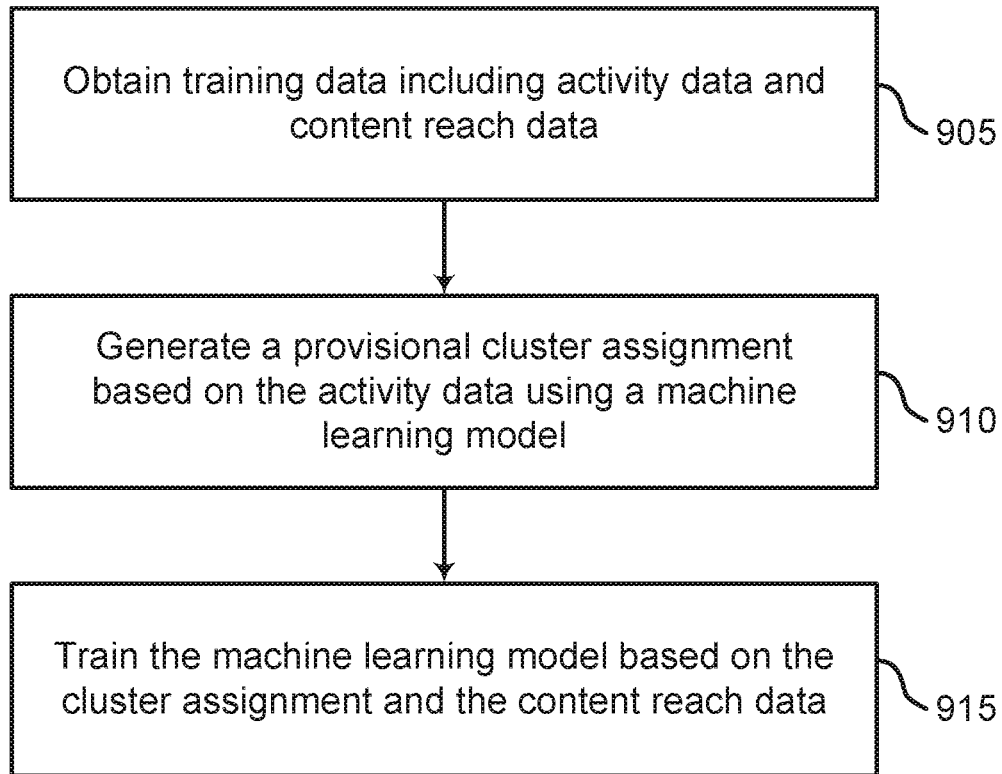 Obtain training data including activity data and
content reach data
905
Generate a provisional cluster assignment
based on the activity data using a machine
learning model
910
Train the machine learning model based on the
cluster assignment and the content reach data
915